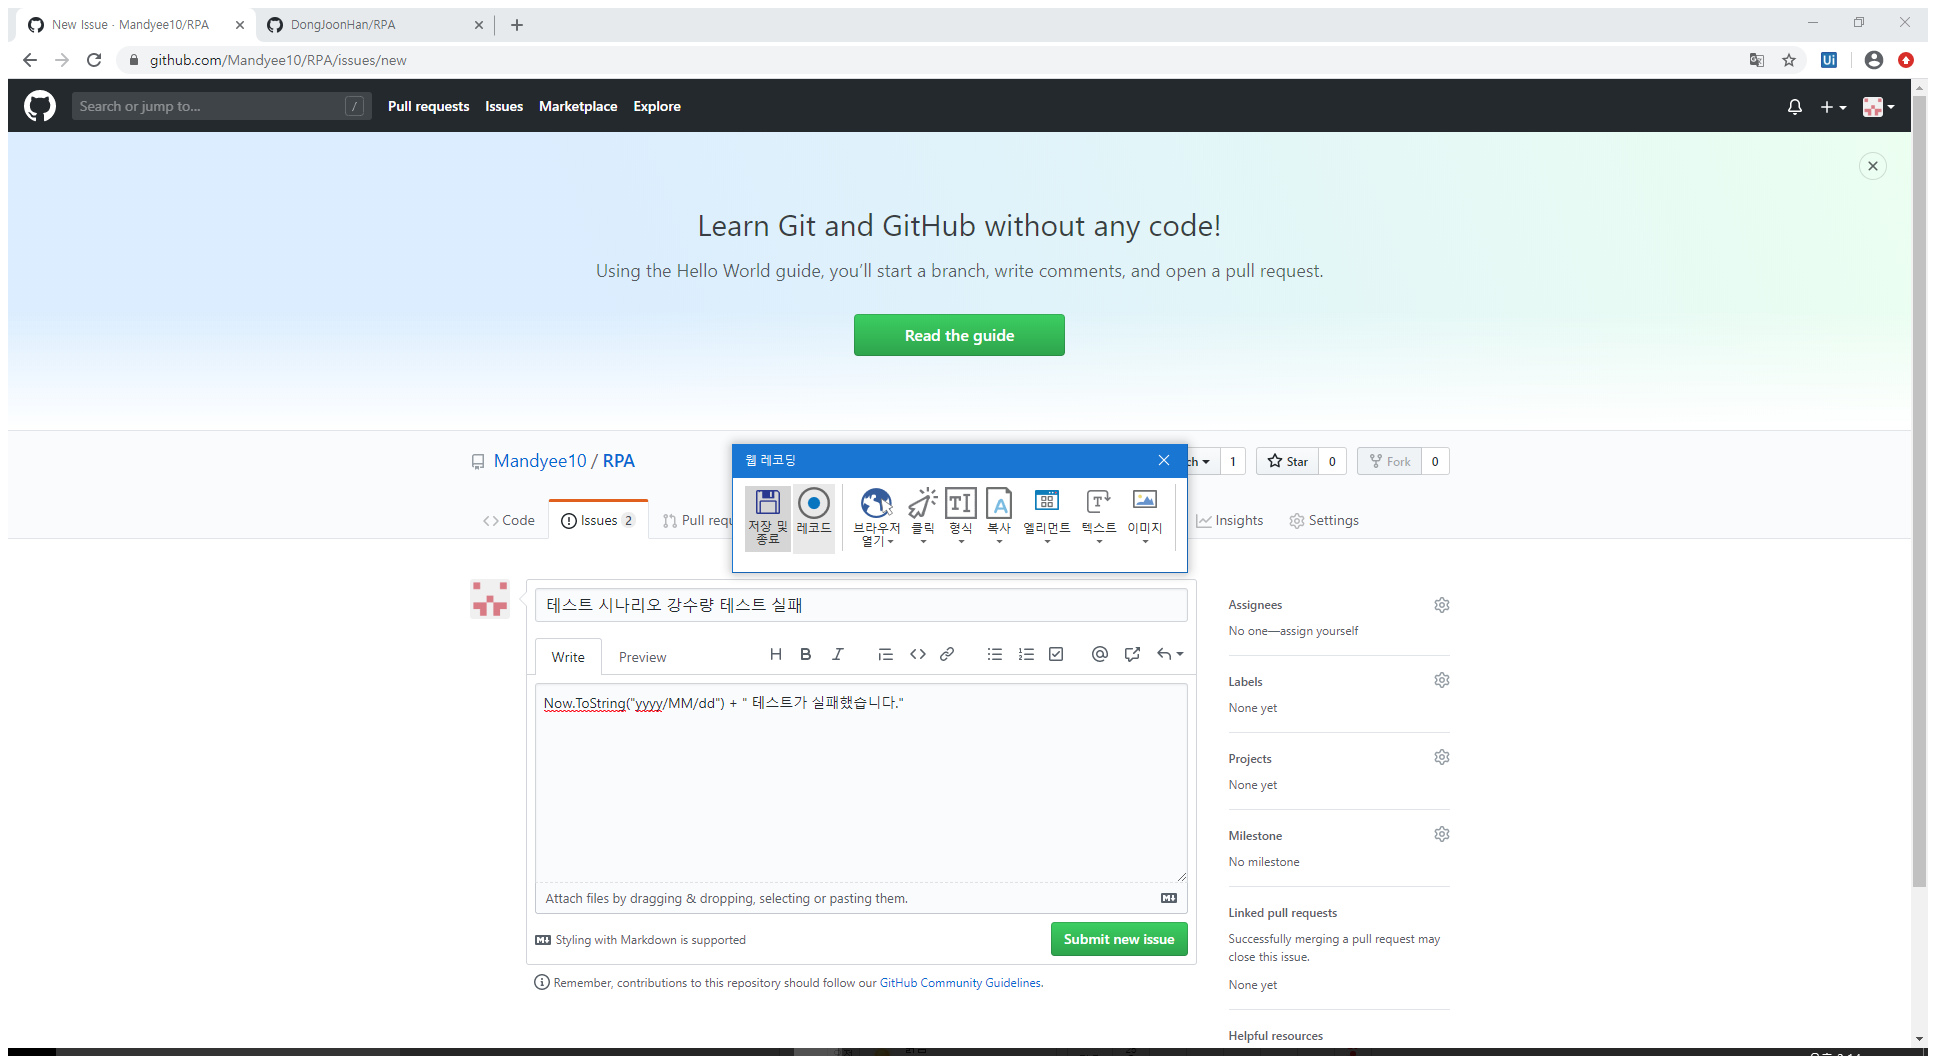 New Issue · Mandyee10/RPA
DongJoonHan/RPA
github.com/Mandyee10/RPA/issues/new
Ui
Search or jump to...
/
Pull requests
Issues
Marketplace
Explore
Learn Git and GitHub without any code!
Using the Hello World guide, you’ll start a branch, write comments, and open a pull request.
Read the guide
Mandyee10 / RPA
ch
1
Star
0
Fork
0
웹 레코딩
저장 및
종료
레코드
브라우저
열기
클릭
형식
복사
엘리먼트
텍스트
이미지
Code
Issues 2
Pull requ
Insights
Settings
테스트 시나리오 강수량 테스트 실패
Write
Preview
Now.ToString("yyyy/MM/dd") + " 테스트가 실패했습니다."
Attach files by dragging & dropping, selecting or pasting them.
Styling with Markdown is supported
Submit new issue
Remember, contributions to this repository should follow our GitHub Community Guidelines.
Assignees
No one—assign yourself
Labels
None yet
Projects
None yet
Milestone
No milestone
Linked pull requests
Successfully merging a pull request may
close this issue.
None yet
Helpful resources